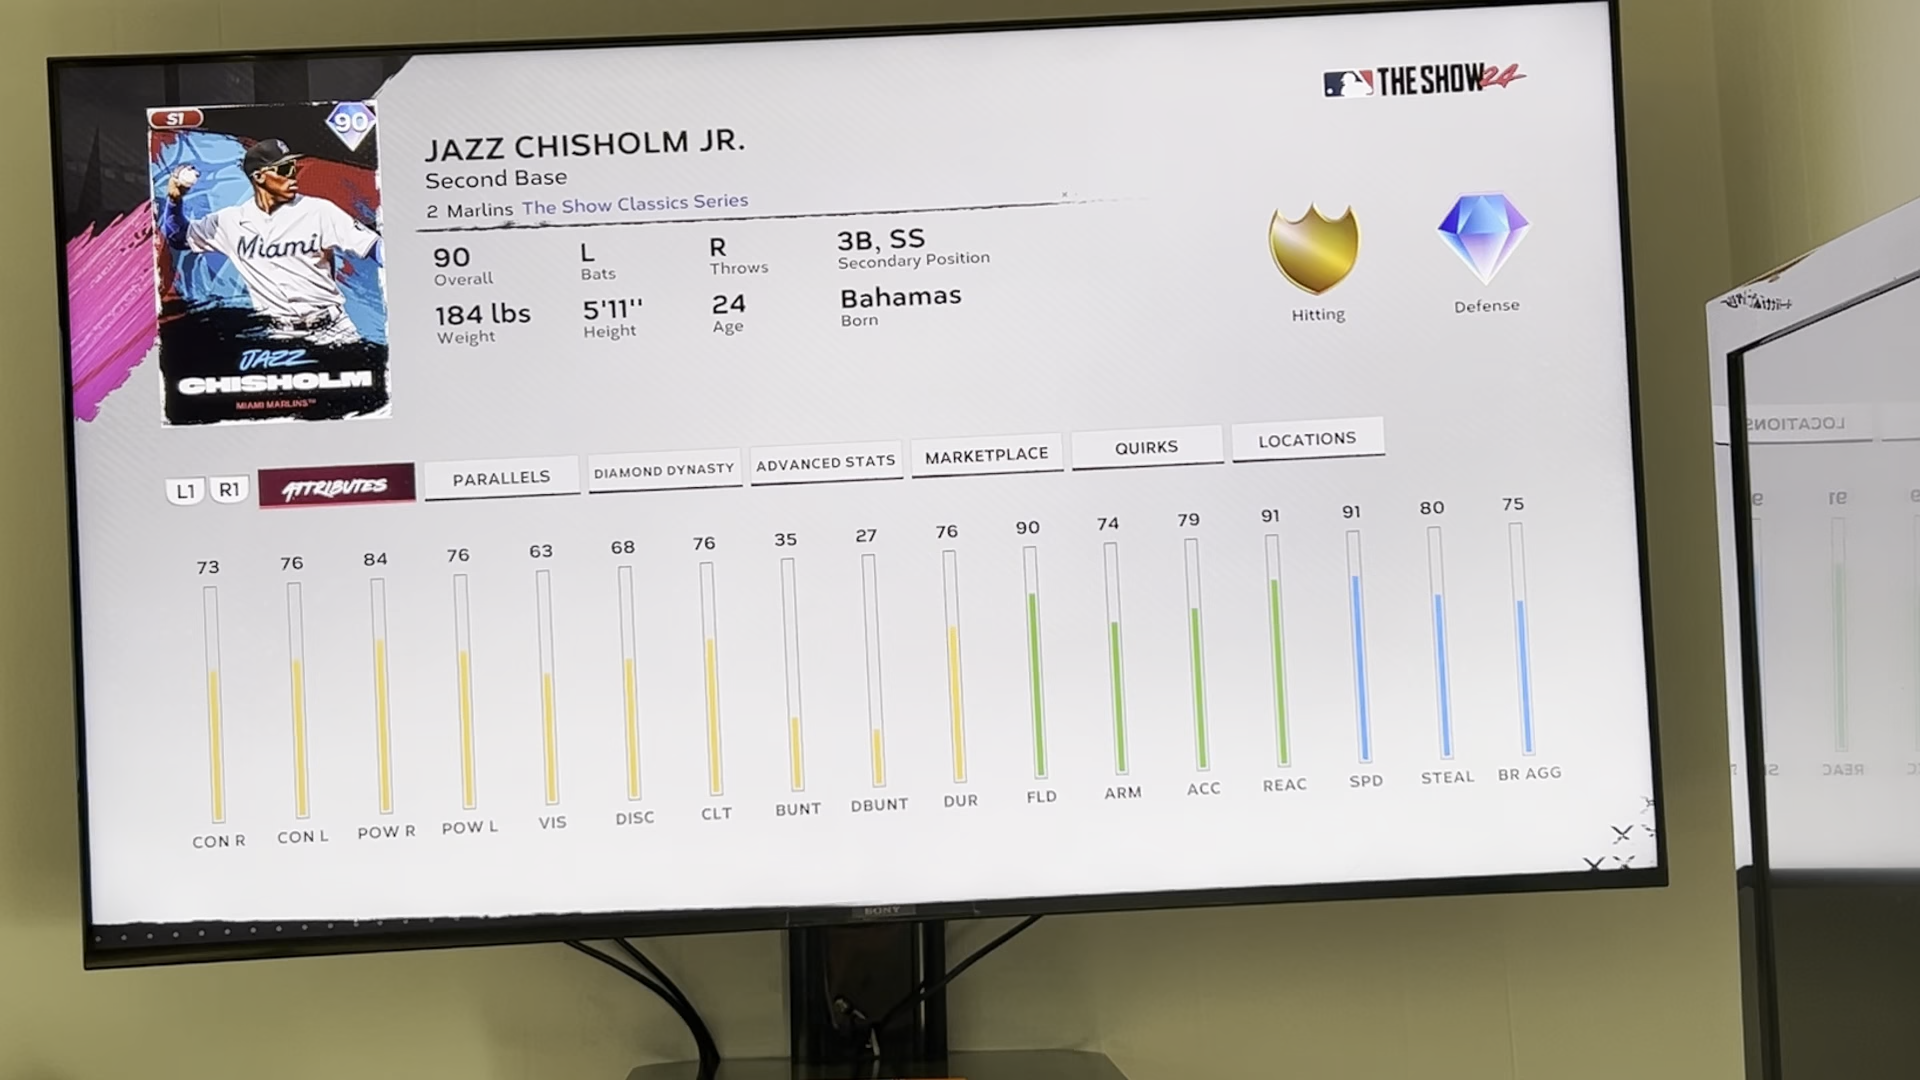 S1
90
Miami
JAZZ
CHISHOLM
MIAMI MARLINS™
THE SHOW 24
JAZZ CHISHOLM JR.
Second Base
2 Marlins The Show Classics Series
90 L R 3B, SS
Overall Bats Throws Secondary Position
184 lbs 5'11'' 24 Bahamas
Weight Height Age Born
Hitting Defense
L1 R1 ATTRIBUTES PARALLELS DIAMOND DYNASTY ADVANCED STATS MARKETPLACE QUIRKS LOCATIONS
73 76 84 76 63 68 76 35 27 76 90 74 79 91 91 80 75
CON R CON L POW R POW L VIS DISC CLT BUNT DBUNT DUR FLD ARM ACC REAC SPD STEAL BR AGG
SONY
LOCATIONS
91
REAC